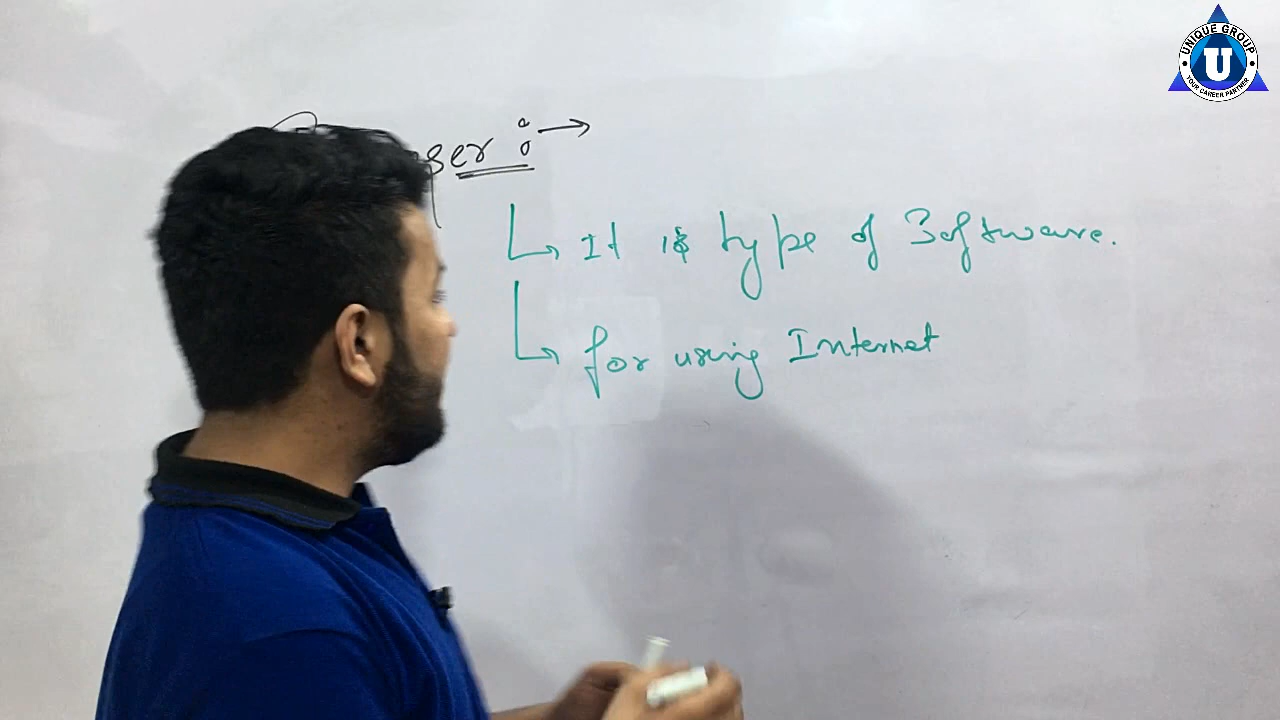 ser :→
It is type of Software.
for using Internet
UNIQUE GROUP
U
YOUR CAREER PARTNER